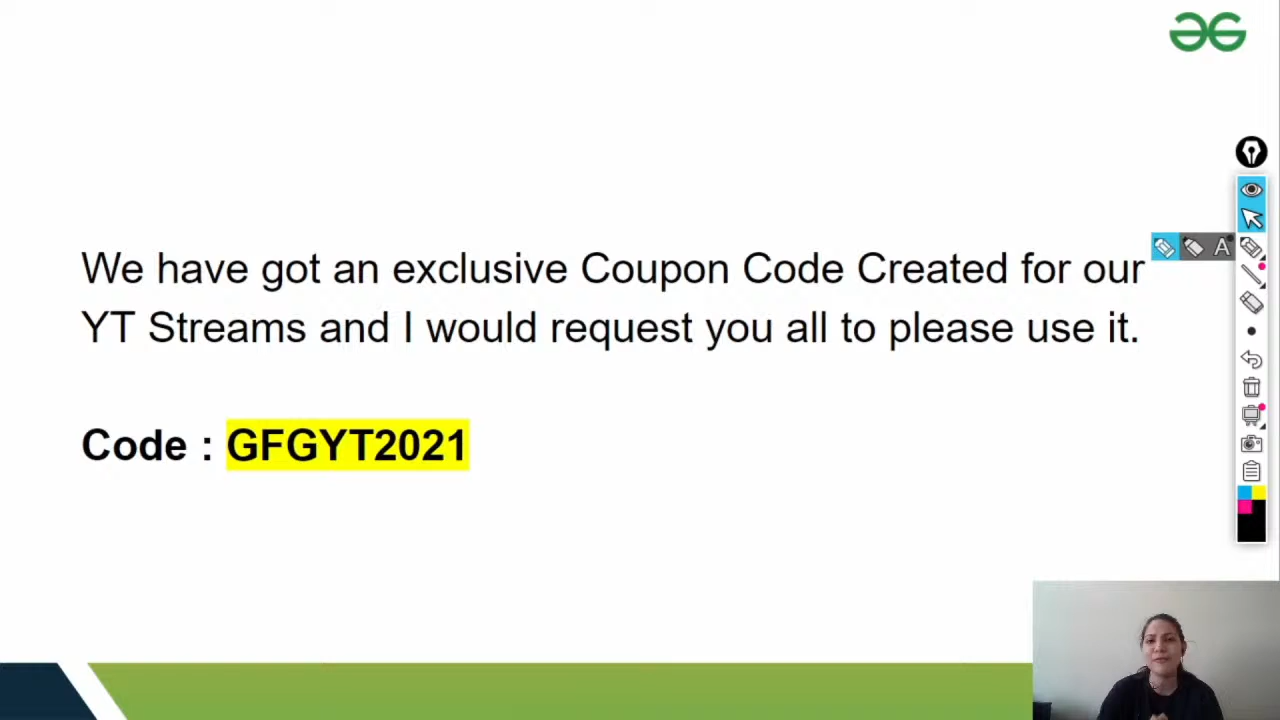 We have got an exclusive Coupon Code Created for our
YT Streams and I would request you all to please use it.
Code : GFGYT2021
A